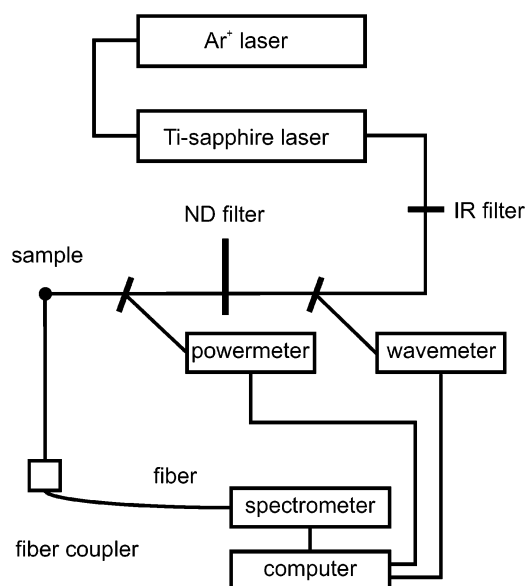 Ar⁺ laser
Ti-sapphire laser
IR filter
ND filter
sample
powermeter
wavemeter
fiber
spectrometer
fiber coupler
computer